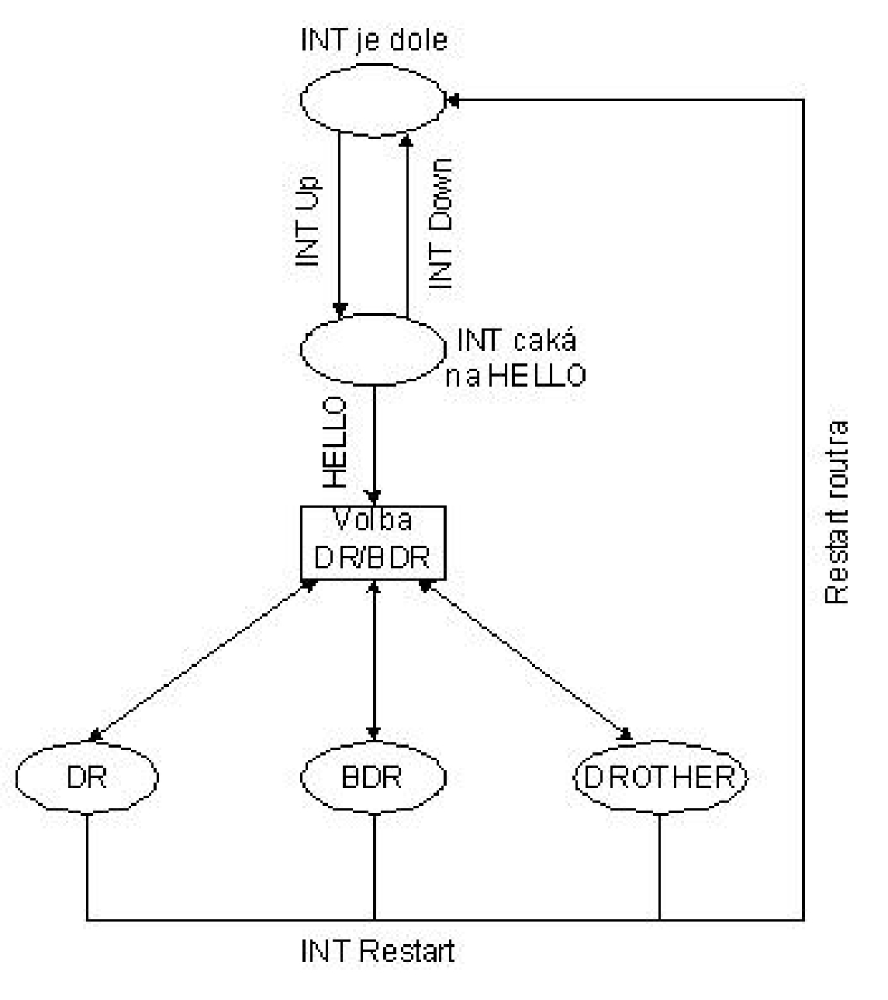 INT je dole
INT Up
INT Down
INT caká
na HELLO
HELLO
Voľba
DR/BDR
Restart routra
DR
BDR
DROTHER
INT Restart